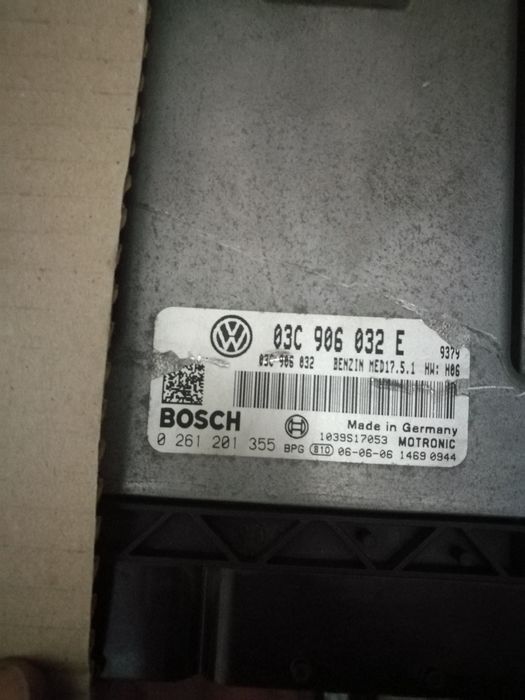 03C 906 032 E 9379
03C 906 032 BENZIN MED17.5.1 HW: H06
BOSCH Made in Germany
1039S17053 MOTRONIC
0 261 201 355 BPG 810 06-06-06 1469 0944